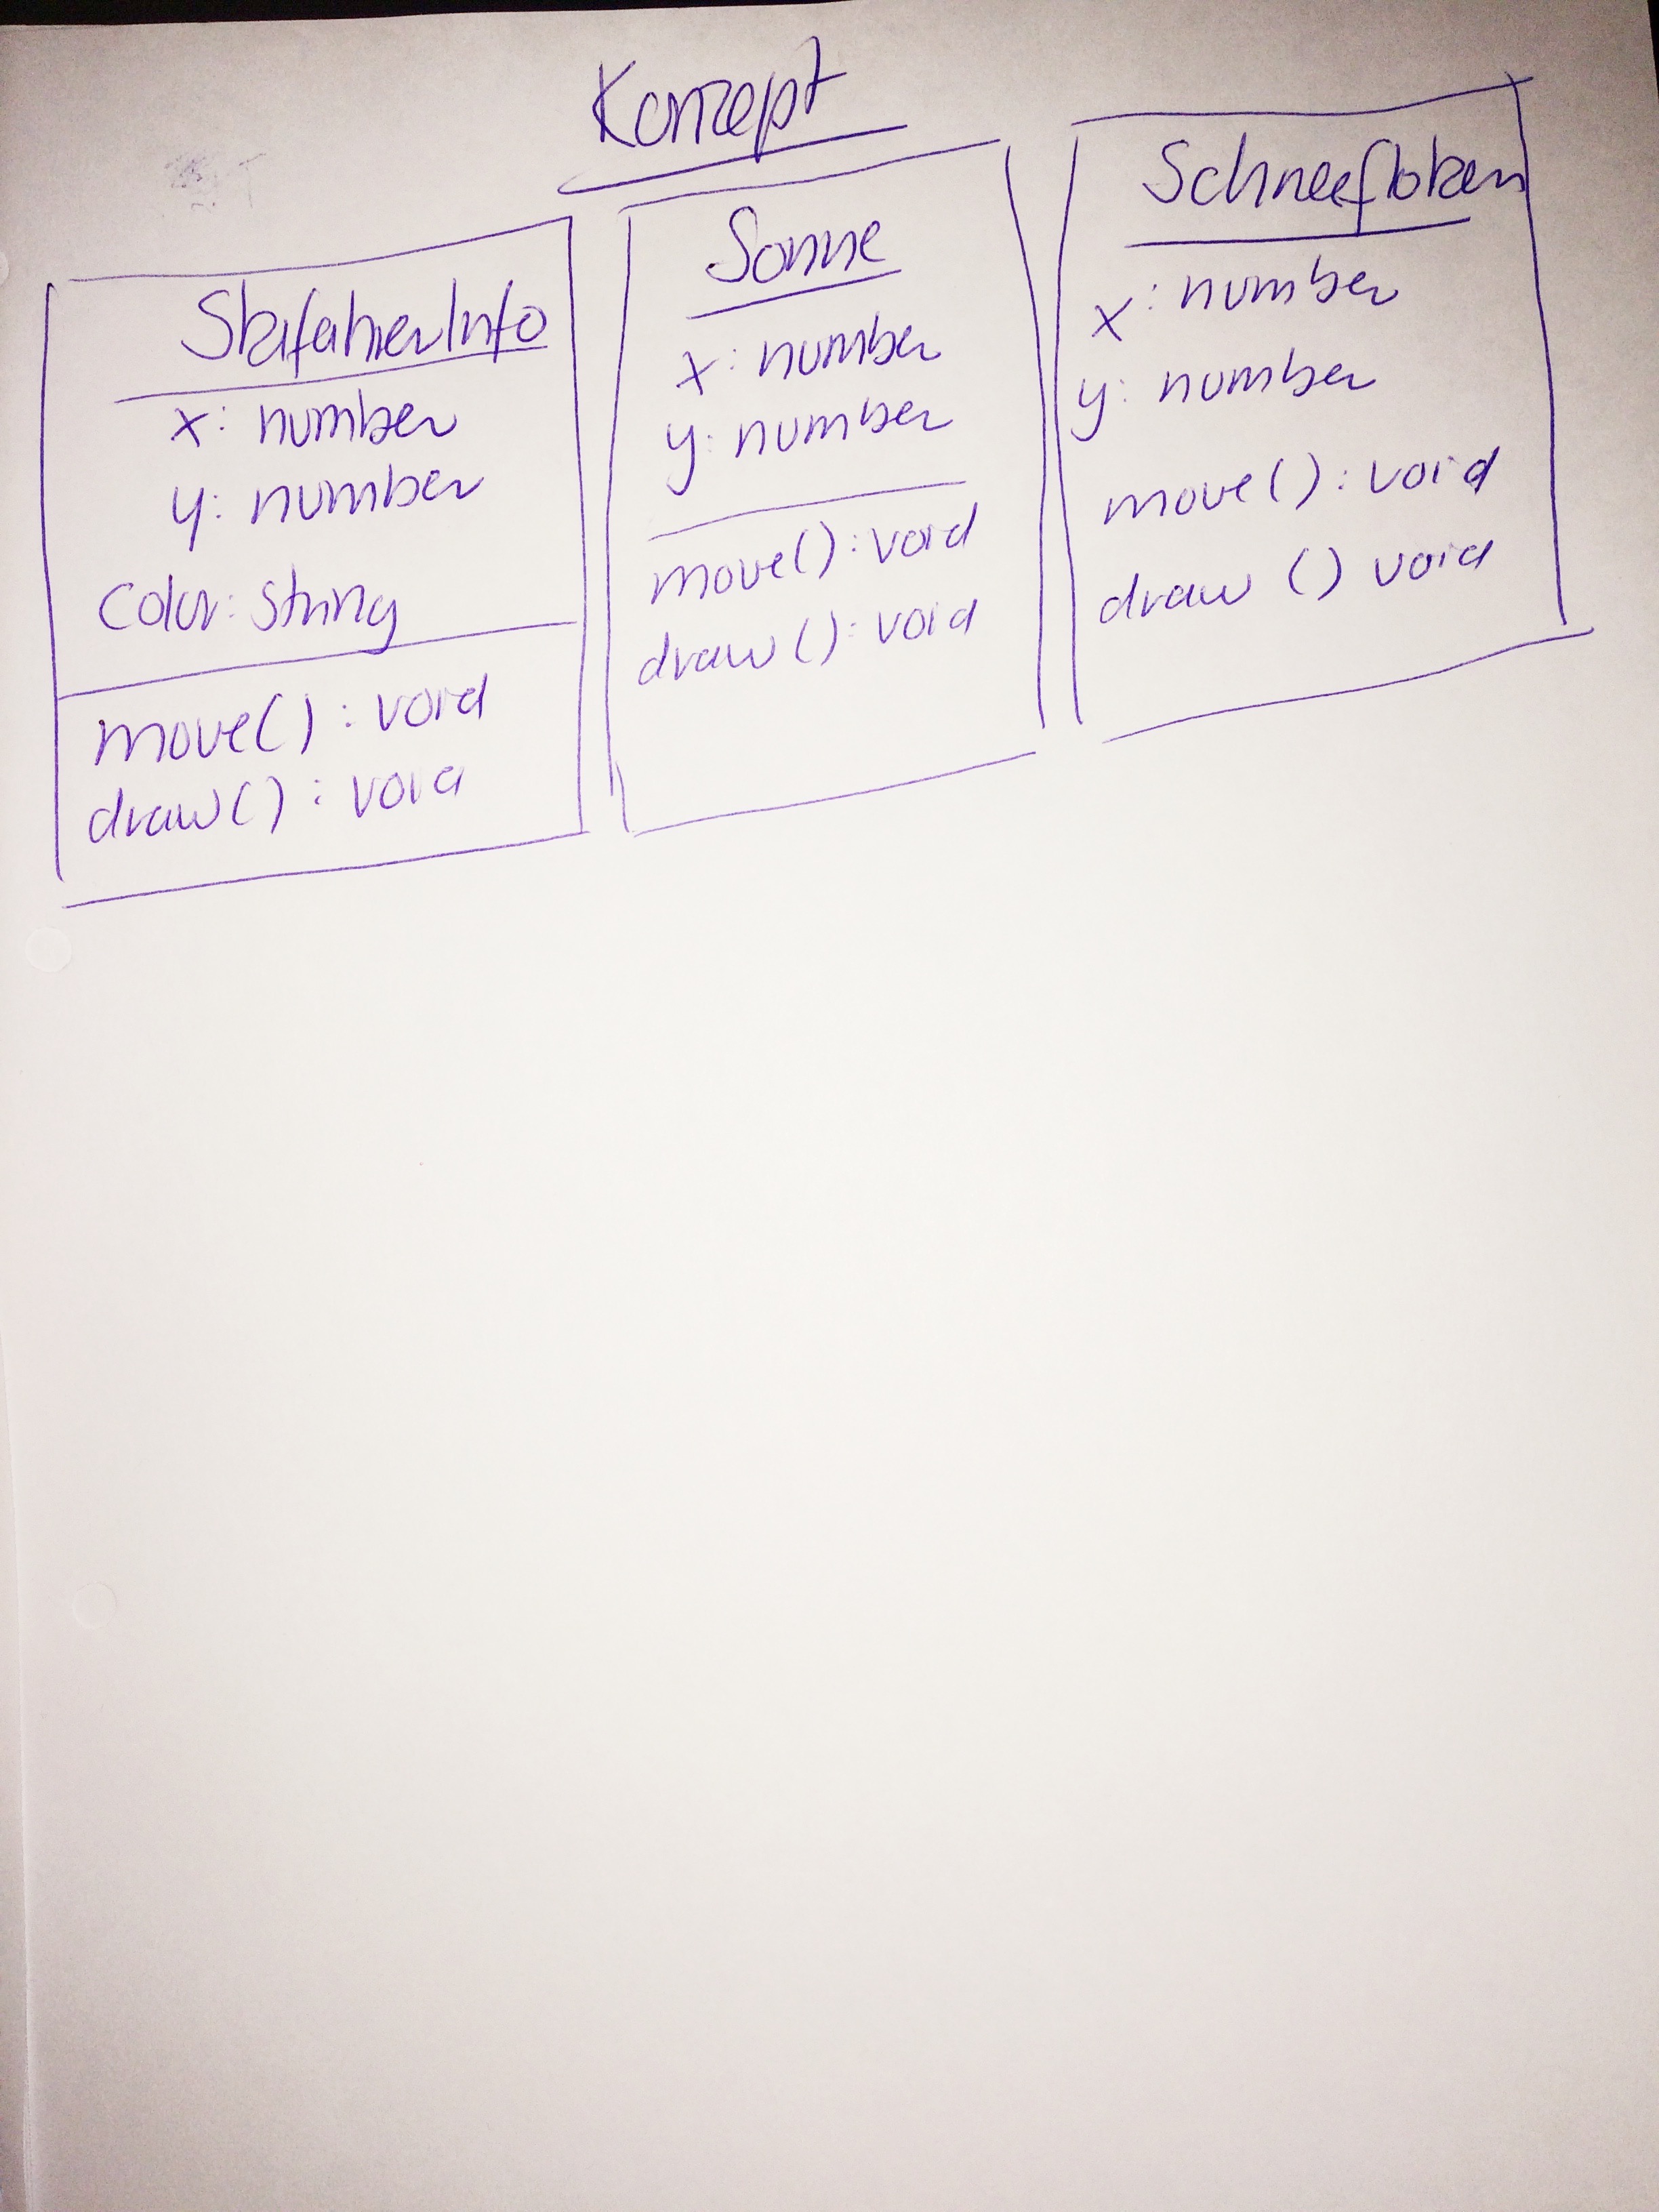 Konzept
SkifahrerInfo
x: number
y: number
Color: string
move() : void
draw() : void
Sonne
x: number
y: number
move() : void
draw() : void
Schneefloken
x: number
y: number
move() : void
draw () void